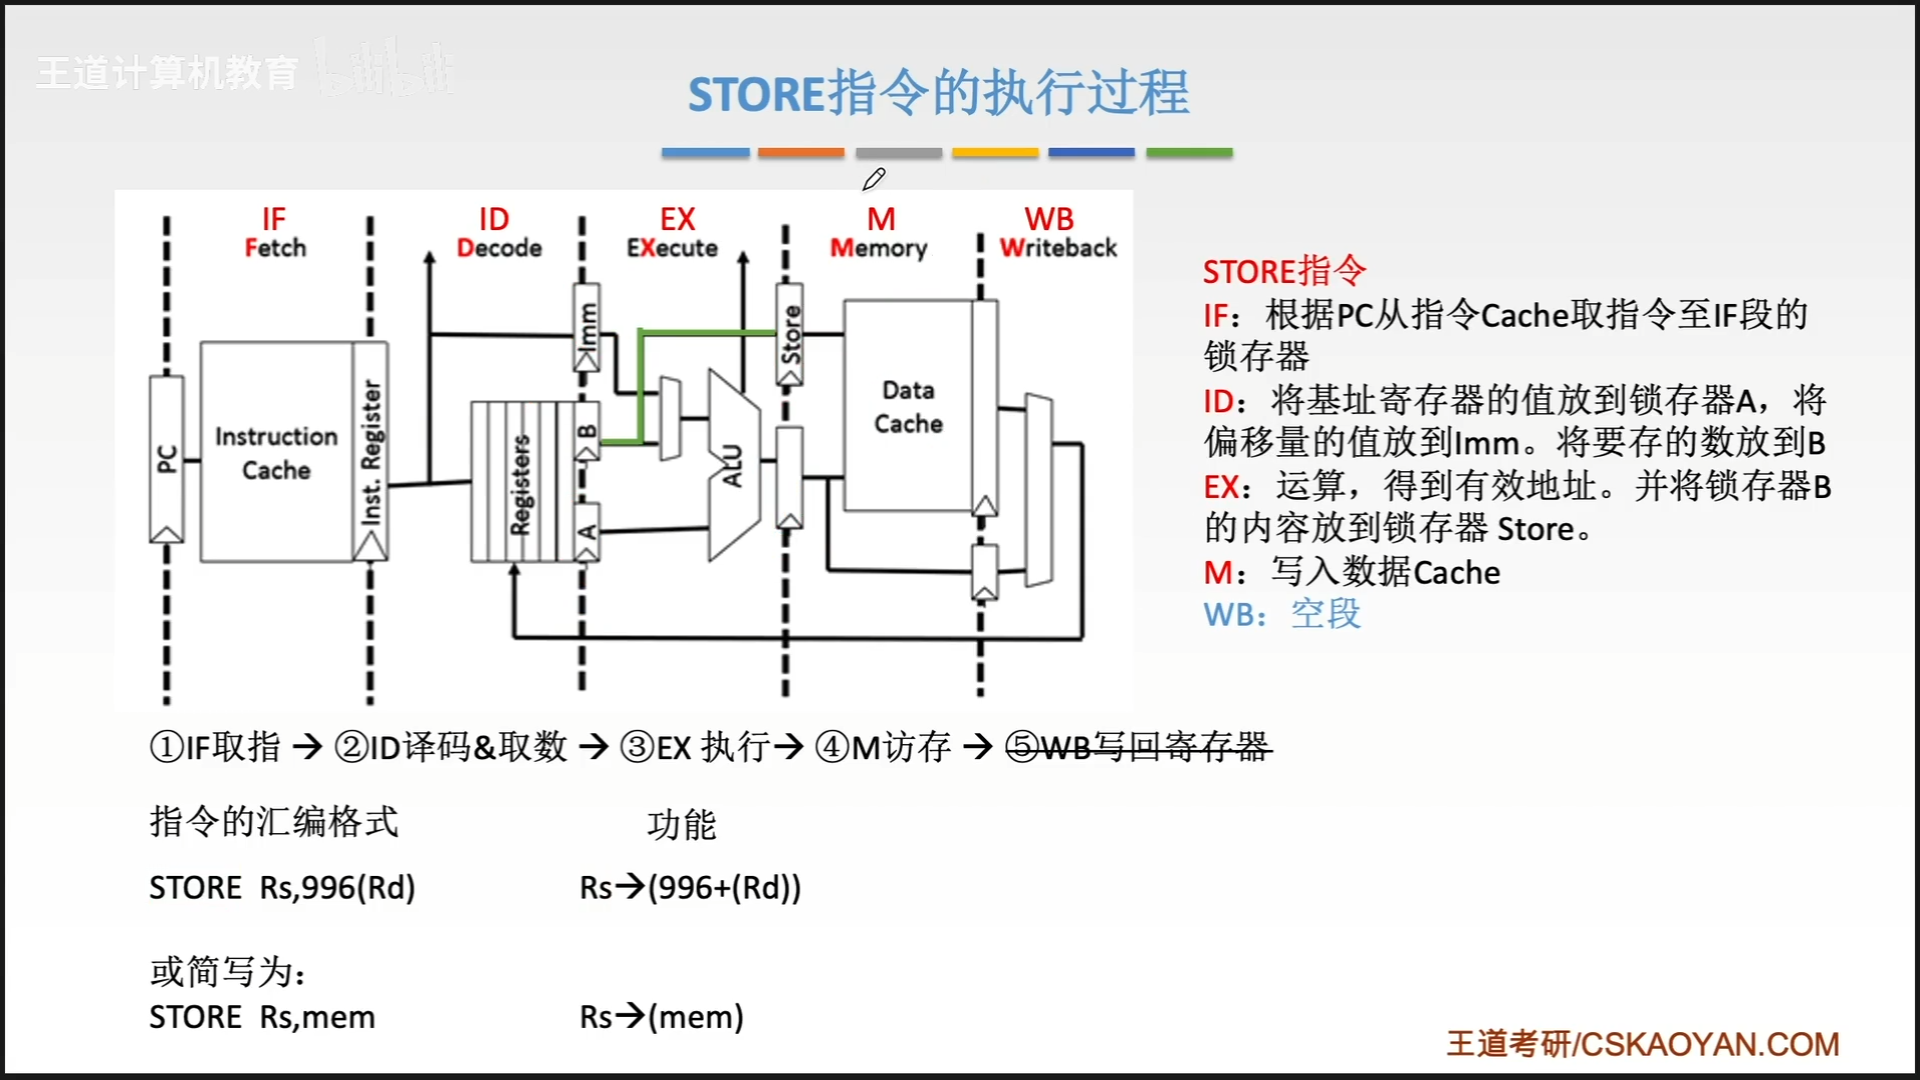 王道计算机教育 bilibili
STORE指令的执行过程
IF
Fetch
ID
Decode
EX
EXecute
M
Memory
WB
Writeback
PC
Instruction
Cache
Inst. Register
Registers
Imm
B
A
ALU
Store
Data
Cache
STORE指令
IF：根据PC从指令Cache取指令至IF段的
锁存器
ID：将基址寄存器的值放到锁存器A，将
偏移量的值放到Imm。将要存的数放到B
EX：运算，得到有效地址。并将锁存器B
的内容放到锁存器 Store。
M：写入数据Cache
WB：空段
①IF取指 → ②ID译码&取数 → ③EX 执行→ ④M访存 → ⑤WB写回寄存器
指令的汇编格式 功能
STORE Rs,996(Rd) Rs→(996+(Rd))
或简写为：
STORE Rs,mem Rs→(mem)
王道考研/CSKAOYAN.COM